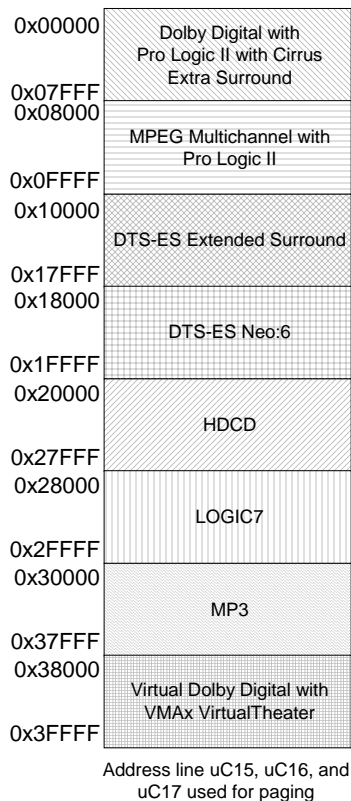 0x00000
Dolby Digital with
Pro Logic II with Cirrus
Extra Surround
0x07FFF
0x08000
MPEG Multichannel with
Pro Logic II
0x0FFFF
0x10000
DTS-ES Extended Surround
0x17FFF
0x18000
DTS-ES Neo:6
0x1FFFF
0x20000
HDCD
0x27FFF
0x28000
LOGIC7
0x2FFFF
0x30000
MP3
0x37FFF
0x38000
Virtual Dolby Digital with
VMAx VirtualTheater
0x3FFFF
Address line uC15, uC16, and
uC17 used for paging